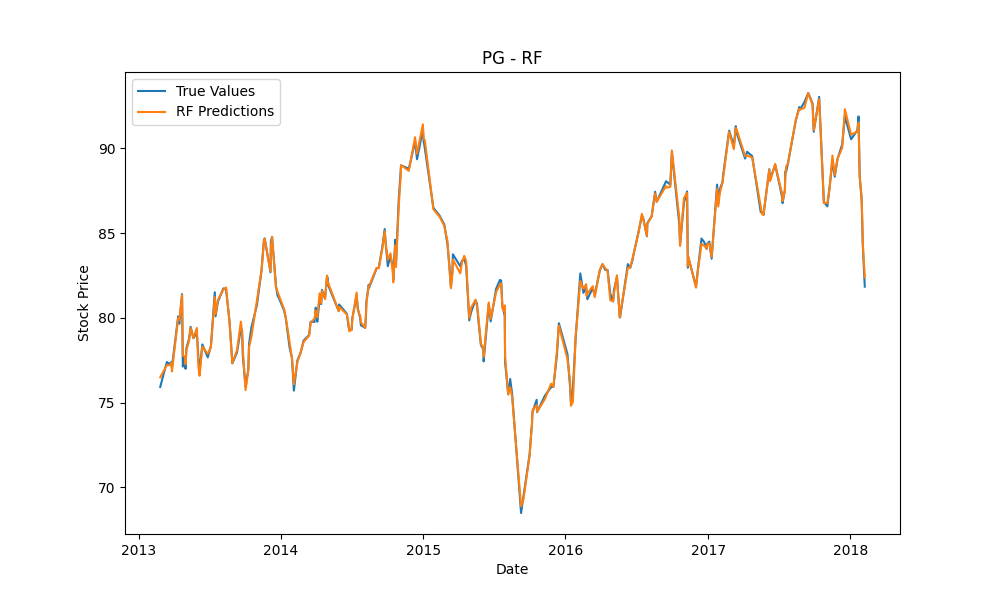 PG - RF
True Values
RF Predictions
90
85
80
75
70
Stock Price
2013 2014 2015 2016 2017 2018
Date